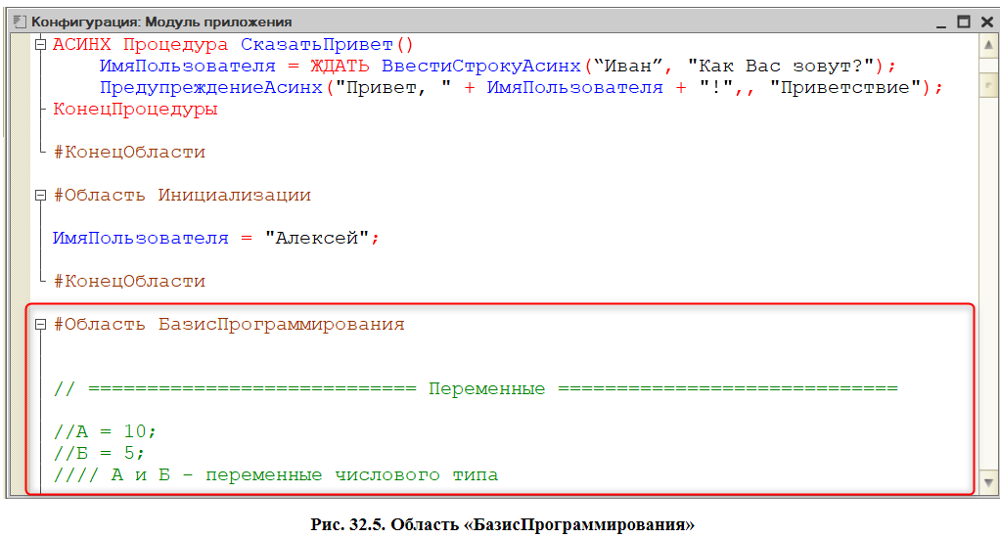 Конфигурация: Модуль приложения
АСИНХ Процедура СказатьПривет()
ИмяПользователя = ЖДАТЬ ВвестиСтрокуАсинх(“Иван”, "Как Вас зовут?");
ПредупреждениеАсинх("Привет, " + ИмяПользователя + "!",, "Приветствие");
КонецПроцедуры
#КонецОбласти
#Область Инициализации
ИмяПользователя = "Алексей";
#КонецОбласти
#Область БазисПрограммирования
// ============================ Переменные =============================
//А = 10;
//Б = 5;
//// А и Б - переменные числового типа
Рис. 32.5. Область «БазисПрограммирования»